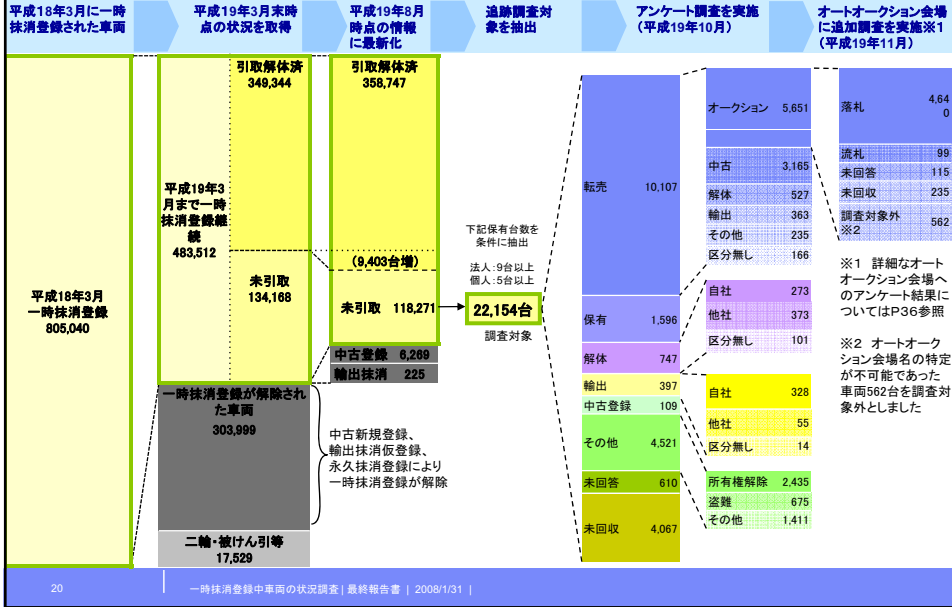 平成18年3月に一時
抹消登録された車両
平成19年3月末時
点の状況を取得
平成19年8月
時点の情報
に最新化
追跡調査対
象を抽出
アンケート調査を実施
(平成19年10月)
オートオークション会場
に追加調査を実施※1
(平成19年11月)
平成18年3月
一時抹消登録
805,040
平成19年3
月まで一時
抹消登録継
続
483,512
引取解体済
349,344
未引取
134,168
一時抹消登録が解除され
た車両
303,999
二輪・被けん引等
17,529
引取解体済
358,747
(9,403台増)
未引取 118,271
中古登録 6,269
輸出抹消 225
中古新規登録、
輸出抹消仮登録、
永久抹消登録により
一時抹消登録が解除
下記保有台数を
条件に抽出
法人:9台以上
個人:5台以上
22,154台
調査対象
転売 10,107
保有 1,596
解体 747
輸出 397
中古登録 109
その他 4,521
未回答 610
未回収 4,067
オークション 5,651
中古 3,165
解体 527
輸出 363
その他 235
区分無し 166
自社 273
他社 373
区分無し 101
自社 328
他社 55
区分無し 14
所有権解除 2,435
盗難 675
その他 1,411
落札 4,64
0
流札 99
未回答 115
未回収 235
調査対象外
※2 562
※1 詳細なオート
オークション会場へ
のアンケート結果に
ついてはP36参照
※2 オートオーク
ション会場名の特定
が不可能であった
車両562台を調査対
象外としました
20
一時抹消登録中車両の状況調査 | 最終報告書 | 2008/1/31 |